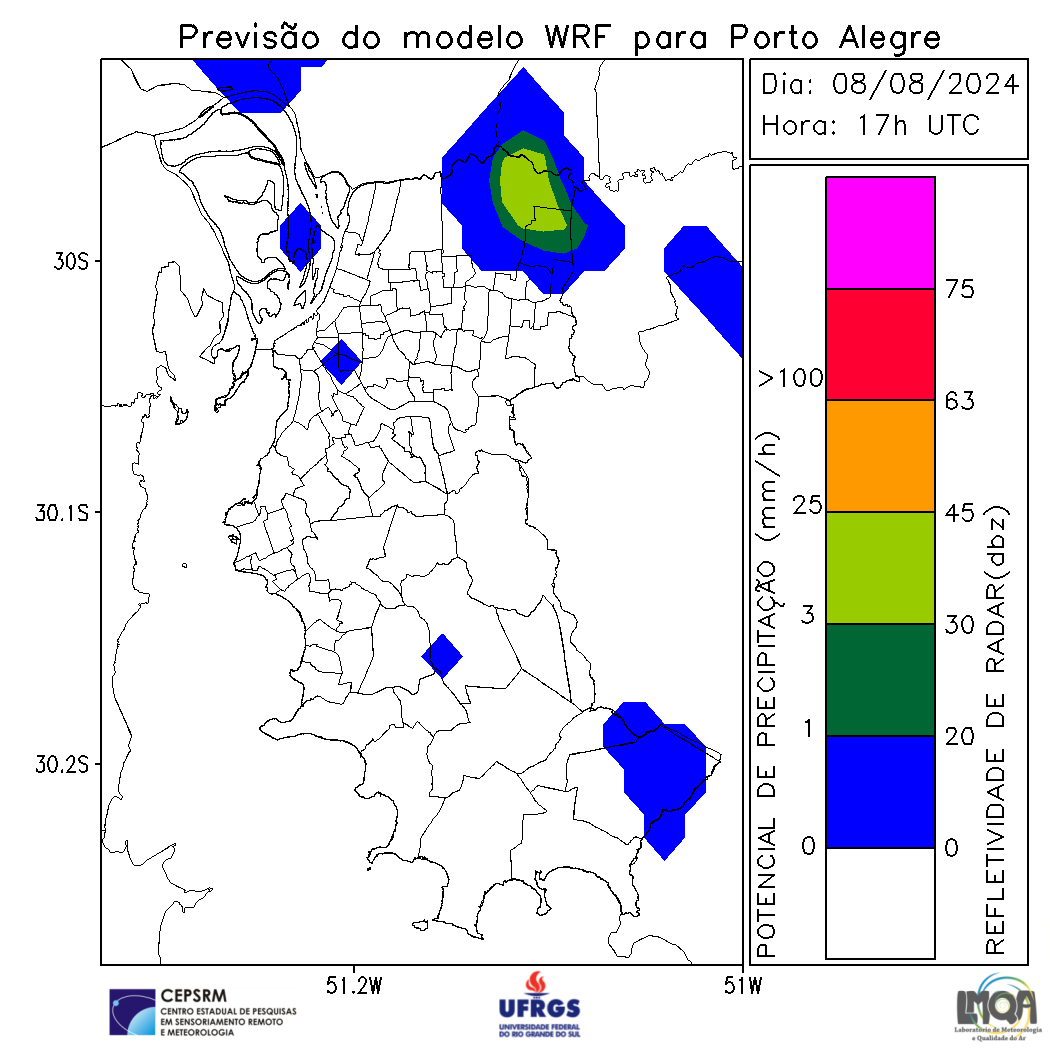 Previsão do modelo WRF para Porto Alegre
Dia: 08/08/2024
Hora: 17h UTC
30S
30.1S
30.2S
51.2W
51W
POTENCIAL DE PRECIPITAÇÃO (mm/h)
>100
25
3
1
0
75
63
45
30
20
0
REFLETIVIDADE DE RADAR(dbz)
CEPSRM
CENTRO ESTADUAL DE PESQUISAS
EM SENSORIAMENTO REMOTO
E METEOROLOGIA
UFRGS
UNIVERSIDADE FEDERAL
DO RIO GRANDE DO SUL
LMQA
Laboratório de Meteorologia
e Qualidade do Ar